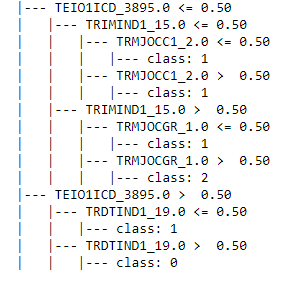 |--- TEIO1ICD_3895.0 <= 0.50
|   |--- TRIMIND1_15.0 <= 0.50
|   |   |--- TRMJOCC1_2.0 <= 0.50
|   |   |   |--- class: 1
|   |   |--- TRMJOCC1_2.0 >  0.50
|   |   |   |--- class: 1
|   |--- TRIMIND1_15.0 >  0.50
|   |   |--- TRMJOCGR_1.0 <= 0.50
|   |   |   |--- class: 1
|   |   |--- TRMJOCGR_1.0 >  0.50
|   |   |   |--- class: 2
|--- TEIO1ICD_3895.0 >  0.50
|   |--- TRDTIND1_19.0 <= 0.50
|   |   |--- class: 1
|   |--- TRDTIND1_19.0 >  0.50
|   |   |--- class: 0